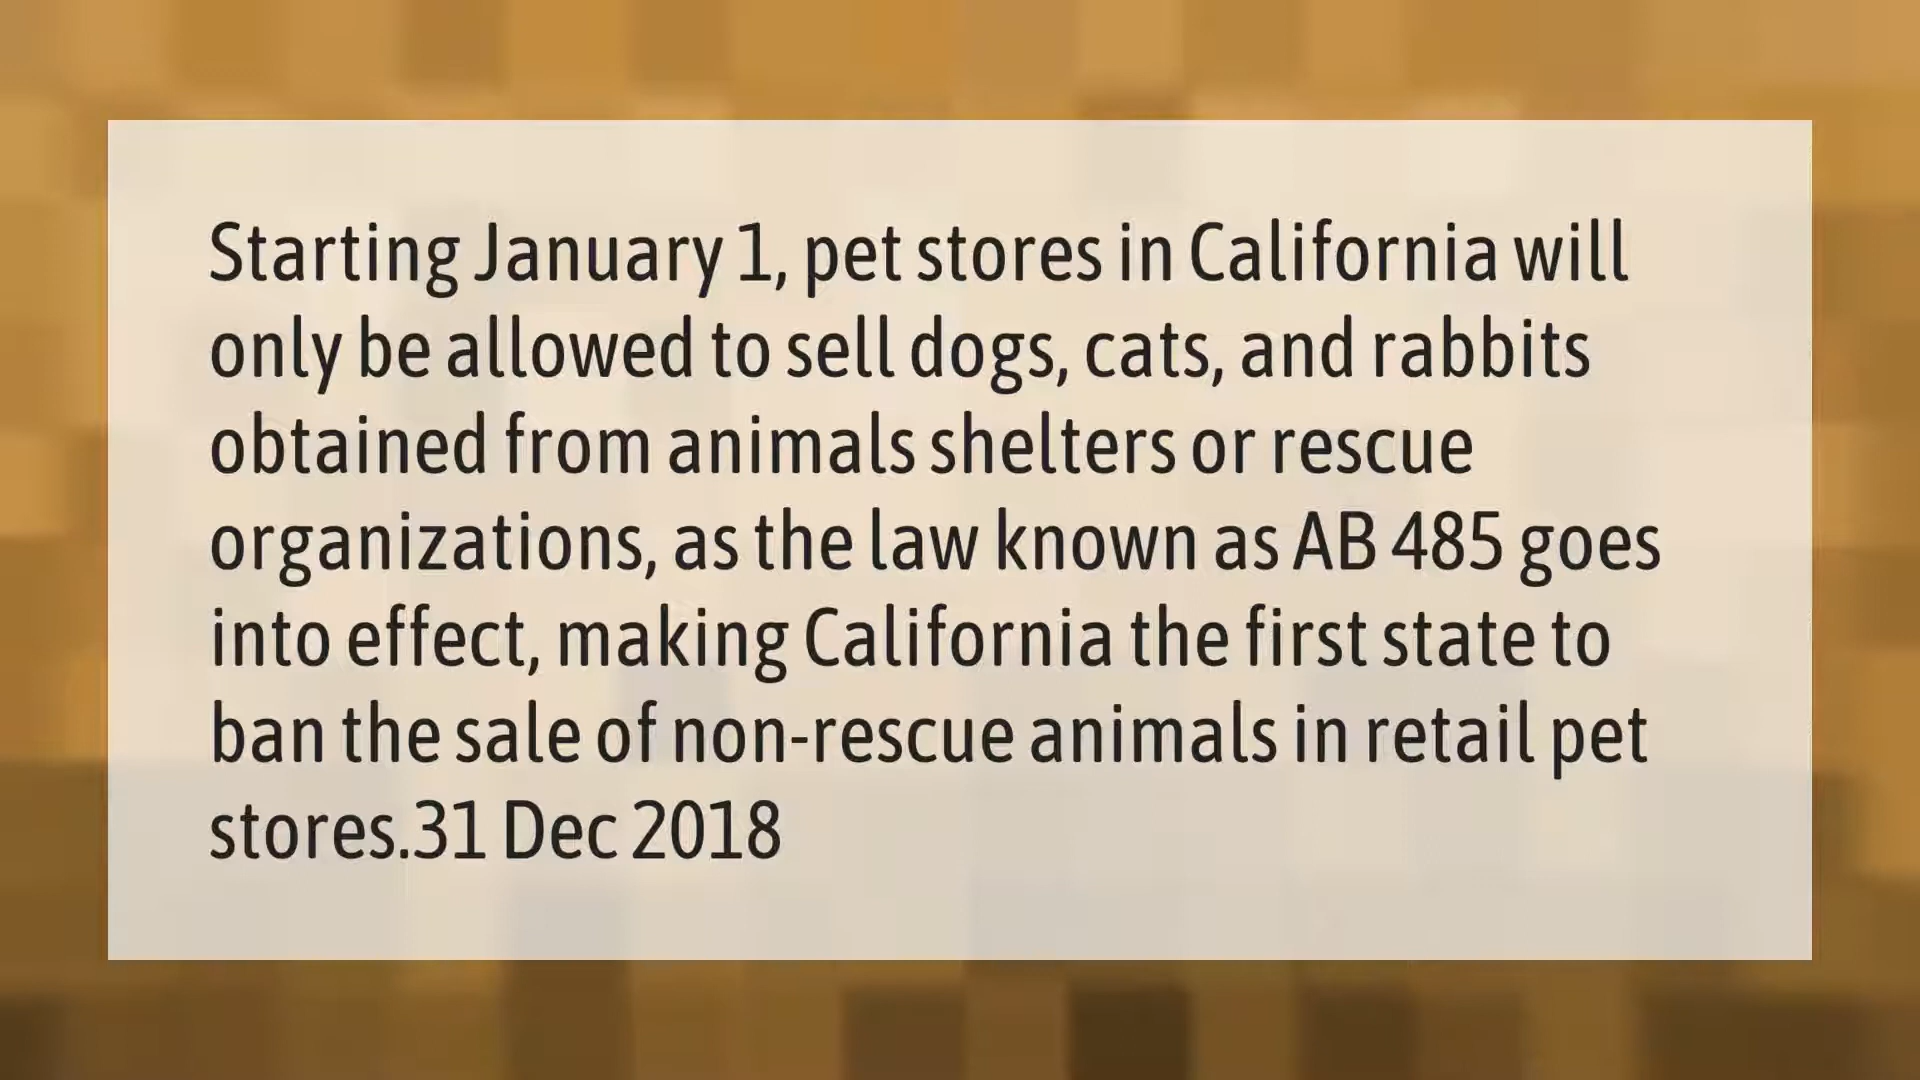 Starting January 1, pet stores in California will
only be allowed to sell dogs, cats, and rabbits
obtained from animals shelters or rescue
organizations, as the law known as AB 485 goes
into effect, making California the first state to
ban the sale of non-rescue animals in retail pet
stores.31 Dec 2018